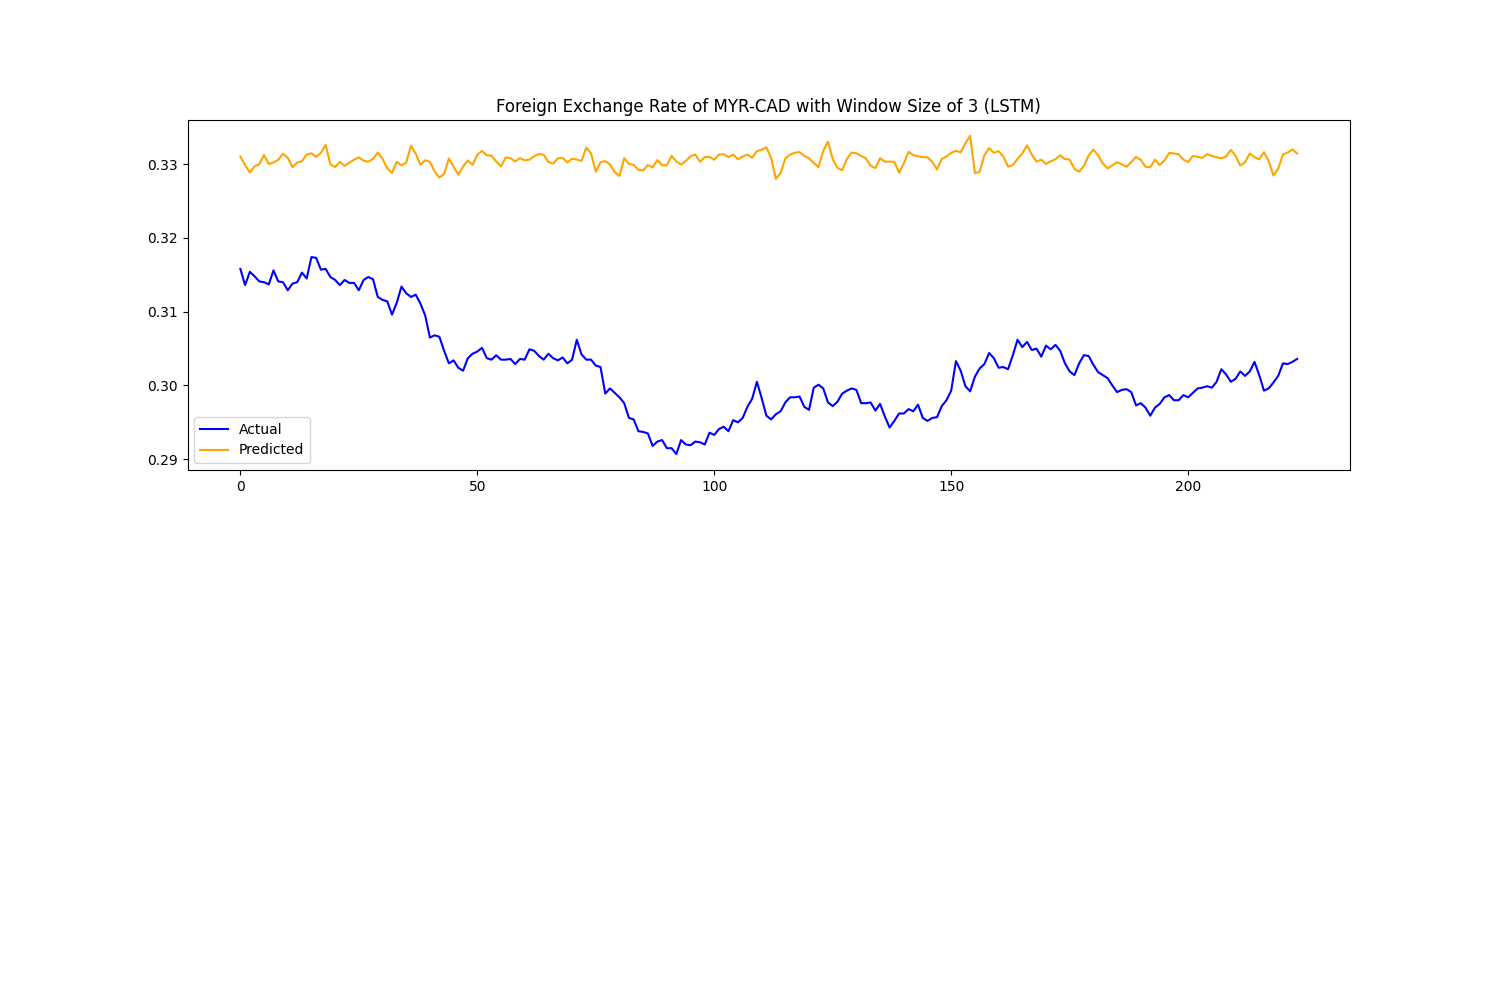 Foreign Exchange Rate of MYR-CAD with Window Size of 3 (LSTM)
0.33
0.32
0.31
0.30
0.29
Actual
Predicted
0 50 100 150 200